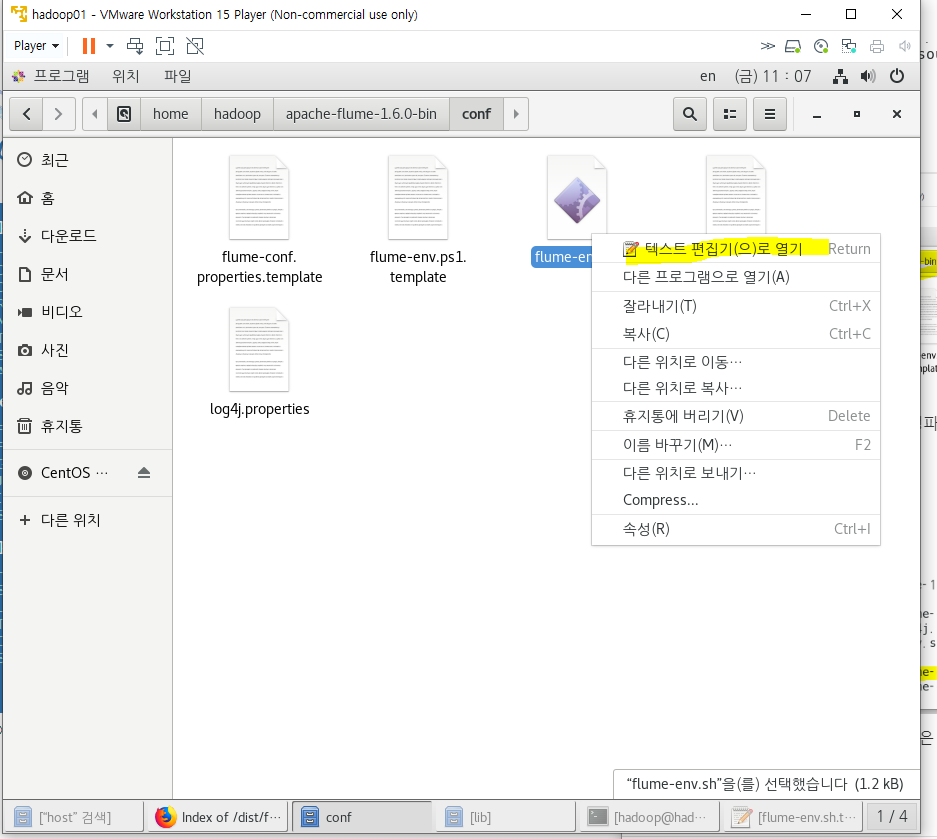 hadoop01 - VMware Workstation 15 Player (Non-commercial use only)
Player
프로그램 위치 파일 en (금) 11 : 07
home hadoop apache-flume-1.6.0-bin conf
최근
홈
다운로드
문서
비디오
사진
음악
휴지통
CentOS ⋯
다른 위치
flume-conf.
properties.template
flume-env.ps1.
template
flume-en
log4j.properties
텍스트 편집기(으)로 열기 Return
다른 프로그램으로 열기(A)
잘라내기(T) Ctrl+X
복사(C) Ctrl+C
다른 위치로 이동⋯
다른 위치로 복사⋯
휴지통에 버리기(V) Delete
이름 바꾸기(M)⋯ F2
다른 위치로 보내기⋯
Compress...
속성(R) Ctrl+I
“flume-env.sh”을(를) 선택했습니다 (1.2 kB)
["host" 검색] Index of /dist/f⋯ conf [lib] [hadoop@had⋯ [flume-env.sh.t⋯ 1 / 4